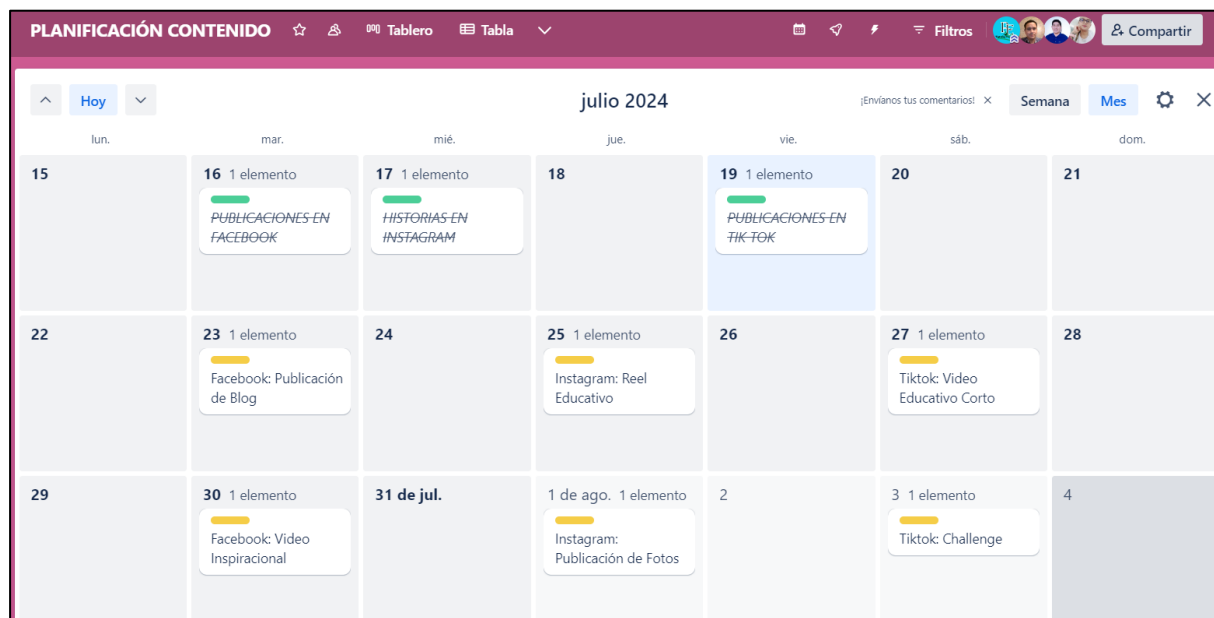 PLANIFICACIÓN CONTENIDO Tablero Tabla Filtros Compartir
Hoy julio 2024 ¡Envíanos tus comentarios! Semana Mes
lun. mar. mié. jue. vie. sáb. dom.
15 16 1 elemento 17 1 elemento 18 19 1 elemento 20 21
PUBLICACIONES EN
FACEBOOK
HISTORIAS EN
INSTAGRAM
PUBLICACIONES EN
TIK TOK
22 23 1 elemento 24 25 1 elemento 26 27 1 elemento 28
Facebook: Publicación
de Blog
Instagram: Reel
Educativo
Tiktok: Video
Educativo Corto
29 30 1 elemento 31 de jul. 1 de ago. 1 elemento 2 3 1 elemento 4
Facebook: Video
Inspiracional
Instagram:
Publicación de Fotos
Tiktok: Challenge